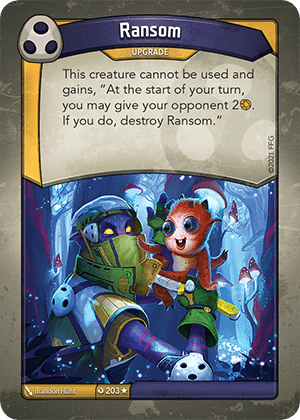 Ransom
UPGRADE
This creature cannot be used and
gains, “At the start of your turn,
you may give your opponent 2.
If you do, destroy Ransom.”
©2021 FFG
Brandon Hunt
203★